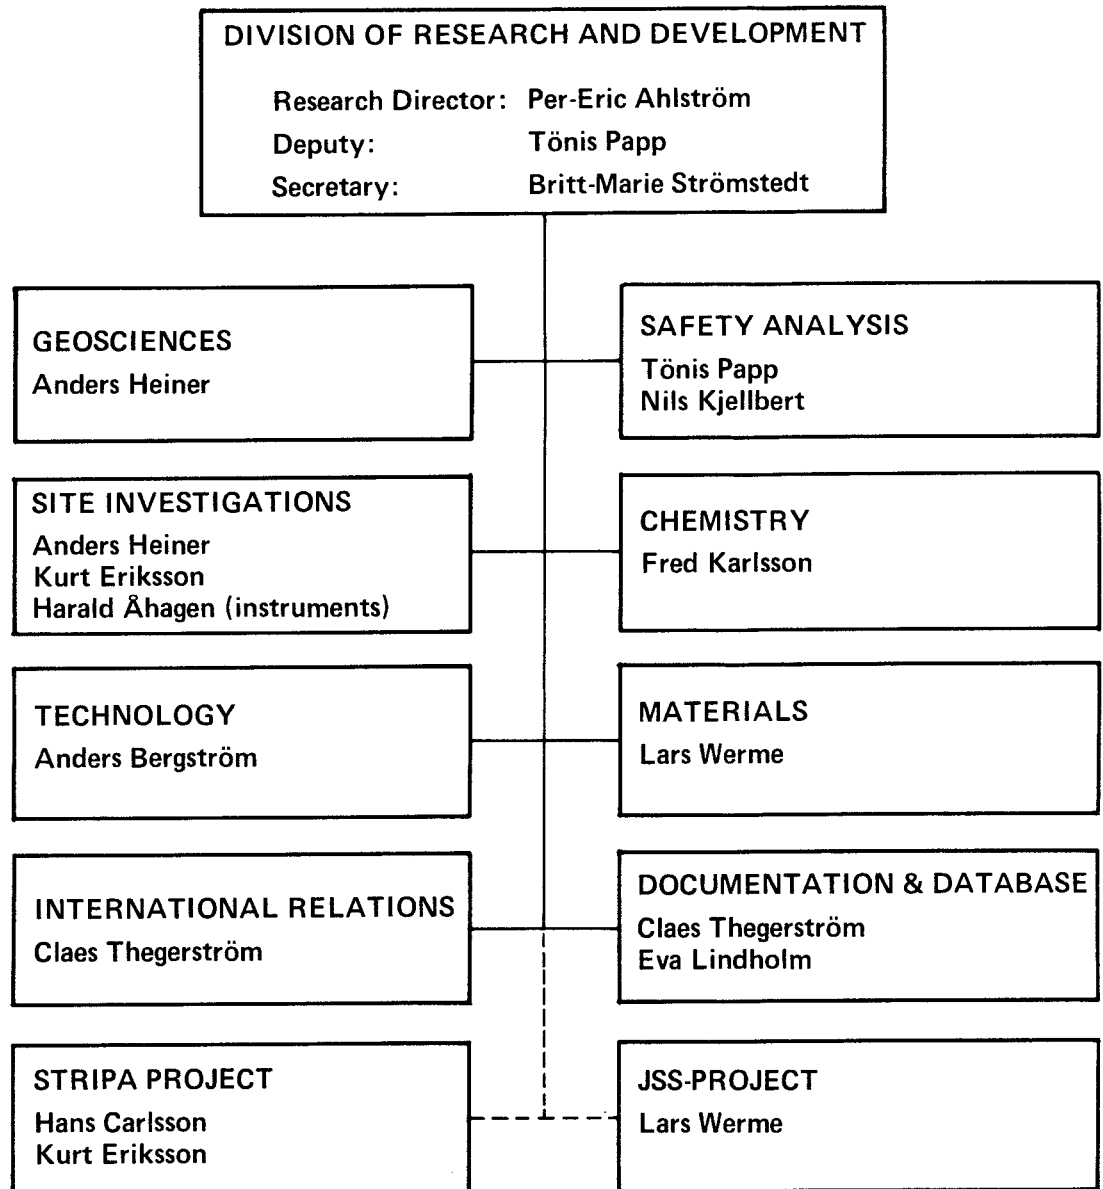 DIVISION OF RESEARCH AND DEVELOPMENT
Research Director: Per-Eric Ahlström
Deputy: Tönis Papp
Secretary: Britt-Marie Strömstedt
GEOSCIENCES
Anders Heiner
SAFETY ANALYSIS
Tönis Papp
Nils Kjellbert
SITE INVESTIGATIONS
Anders Heiner
Kurt Eriksson
Harald Åhagen (instruments)
CHEMISTRY
Fred Karlsson
TECHNOLOGY
Anders Bergström
MATERIALS
Lars Werme
INTERNATIONAL RELATIONS
Claes Thegerström
DOCUMENTATION & DATABASE
Claes Thegerström
Eva Lindholm
STRIPA PROJECT
Hans Carlsson
Kurt Eriksson
JSS-PROJECT
Lars Werme